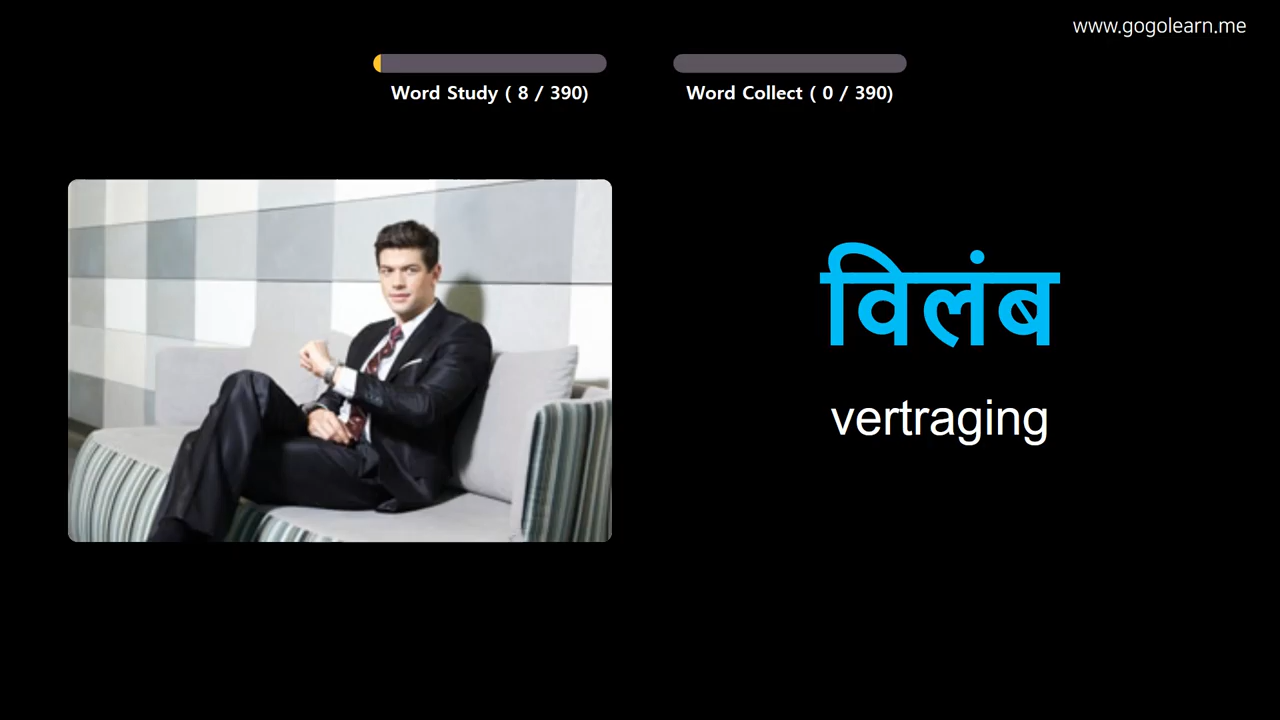 www.gogolearn.me
Word Study ( 8 / 390)
Word Collect ( 0 / 390)
विलंब
vertraging